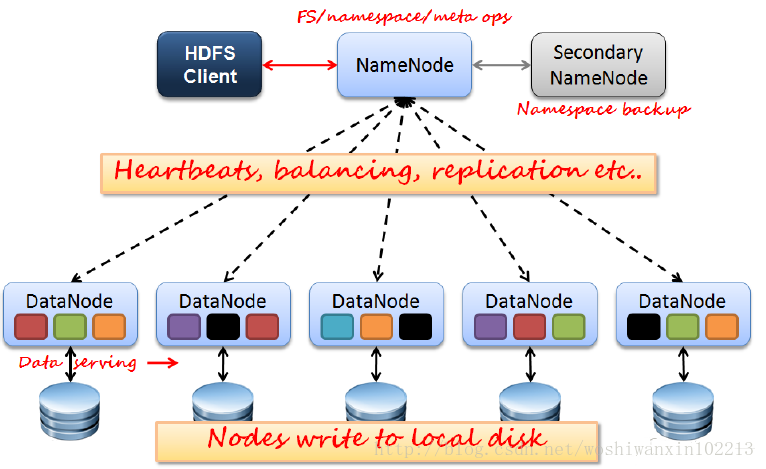 FS/namespace/meta ops
HDFS
Client
NameNode
Secondary
NameNode
Namespace backup
Heartbeats, balancing, replication etc..
DataNode
DataNode
DataNode
DataNode
DataNode
Data serving
Nodes write to local disk
http://blog.csdn.net/woshiwanxin102213